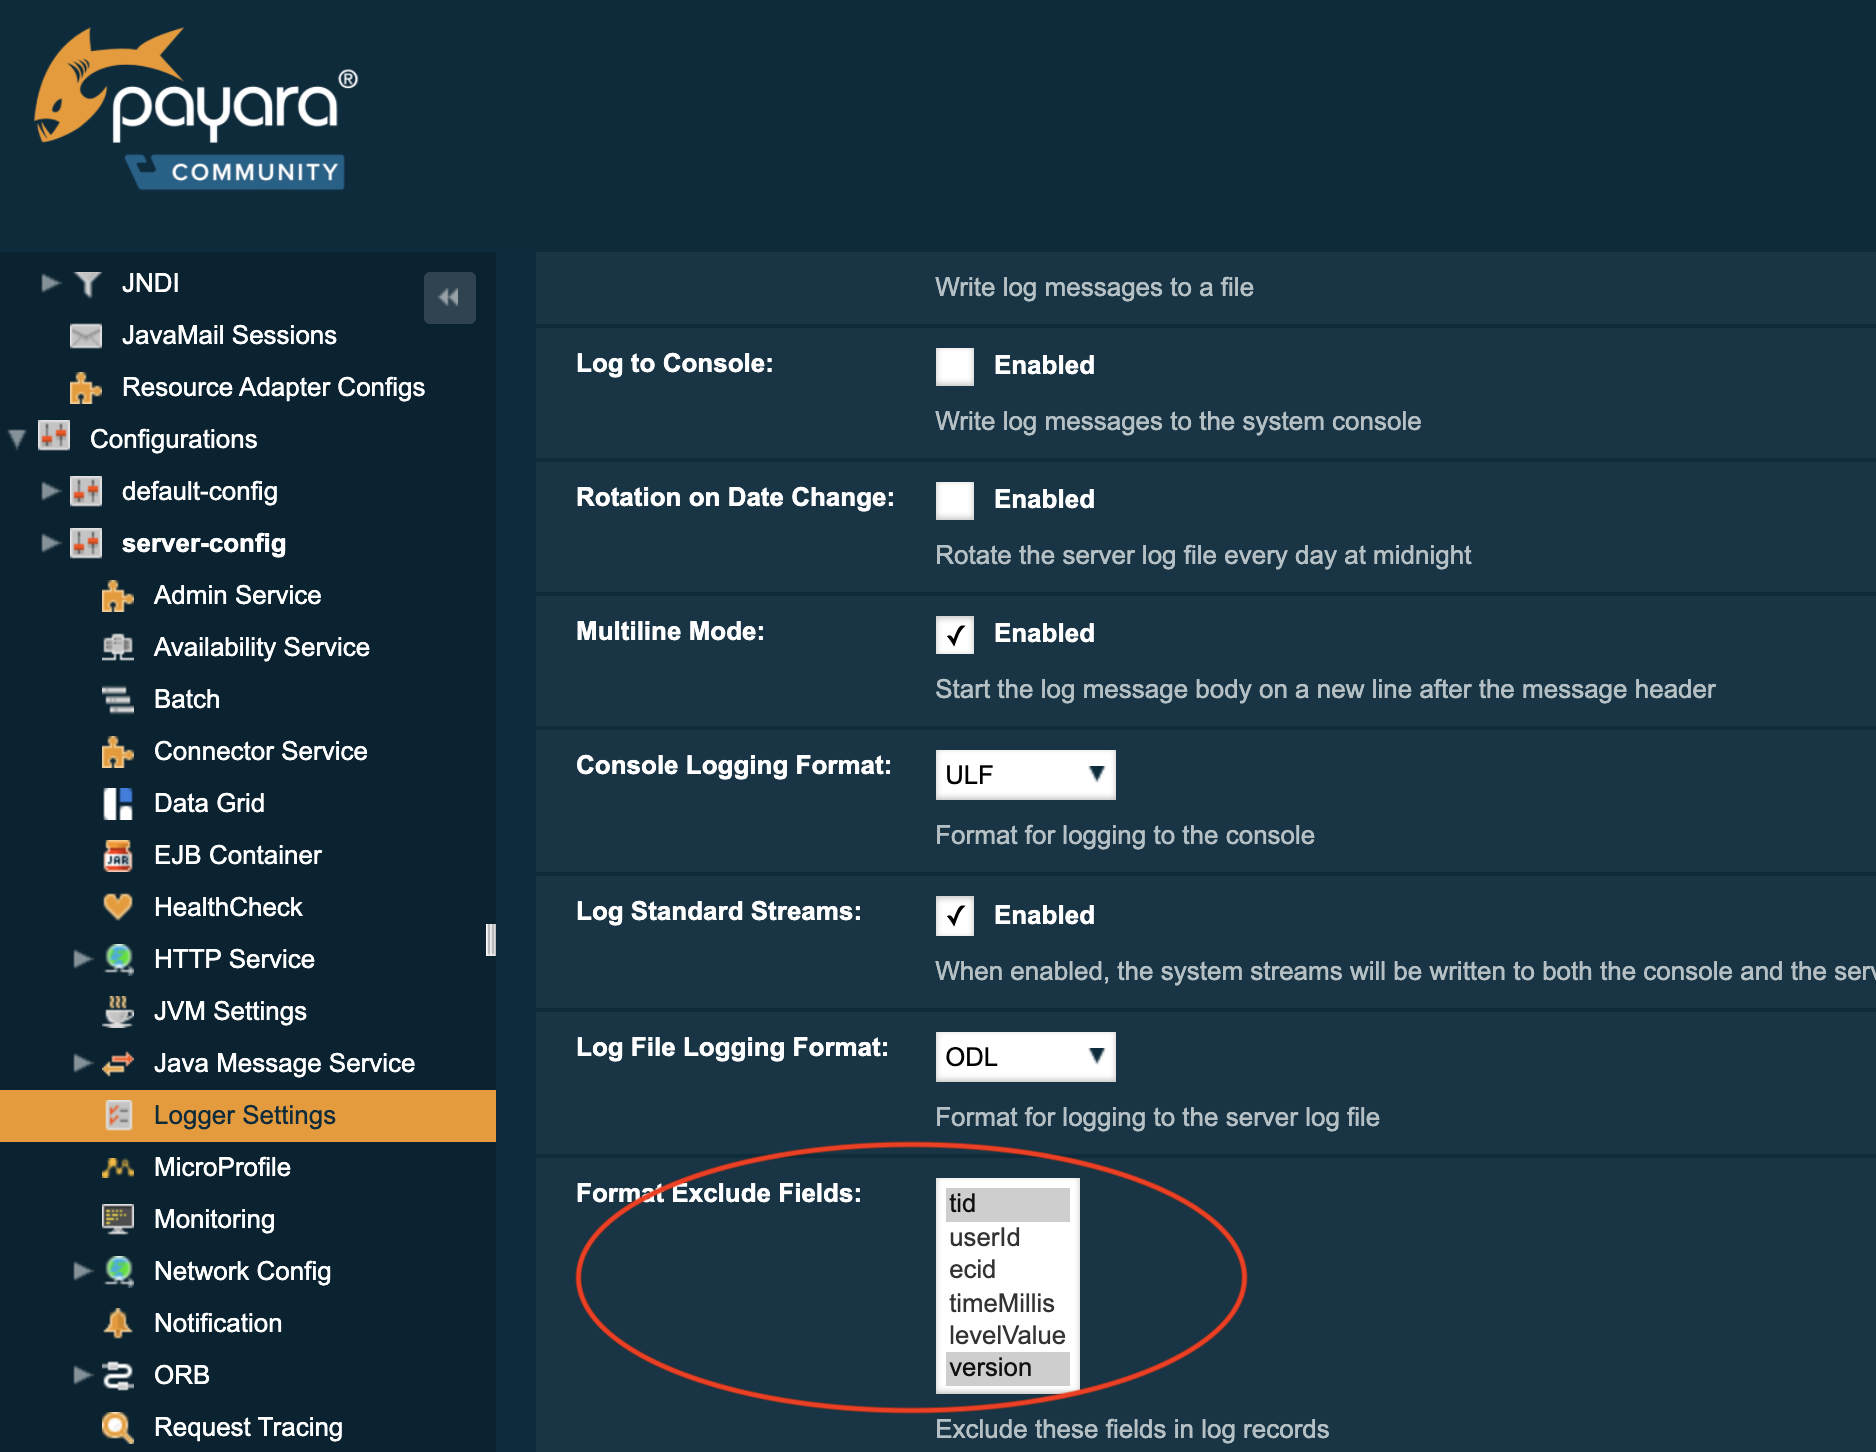 payara®
COMMUNITY
JNDI
JavaMail Sessions
Resource Adapter Configs
Configurations
default-config
server-config
Admin Service
Availability Service
Batch
Connector Service
Data Grid
JAR
EJB Container
HealthCheck
HTTP Service
JVM Settings
Java Message Service
Logger Settings
MicroProfile
Monitoring
Network Config
Notification
ORB
Request Tracing
Write log messages to a file
Log to Console:
Enabled
Write log messages to the system console
Rotation on Date Change:
Enabled
Rotate the server log file every day at midnight
Multiline Mode:
Enabled
Start the log message body on a new line after the message header
Console Logging Format:
ULF
Format for logging to the console
Log Standard Streams:
Enabled
When enabled, the system streams will be written to both the console and the serv
Log File Logging Format:
ODL
Format for logging to the server log file
Format Exclude Fields:
tid
userId
ecid
timeMillis
levelValue
version
Exclude these fields in log records